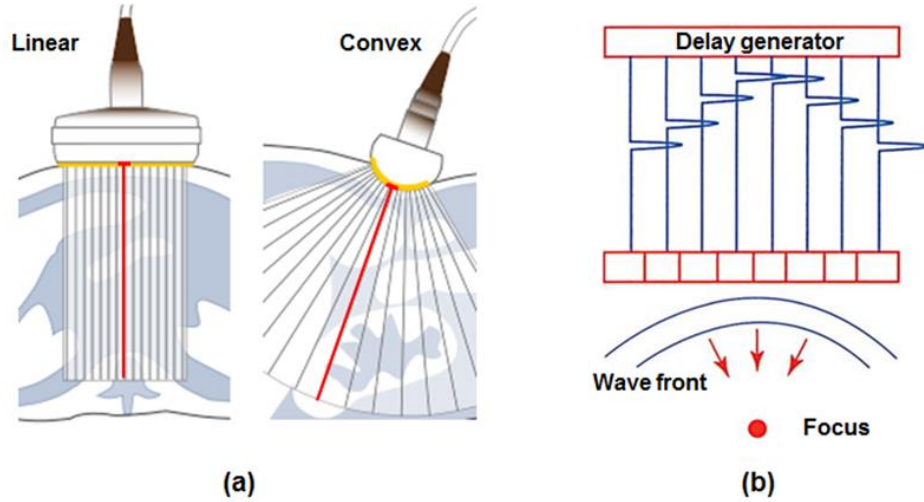 Linear
Convex
Delay generator
Wave front
Focus
(a)
(b)